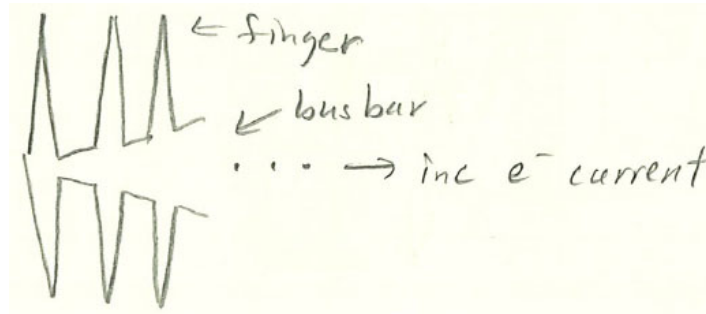 ← finger
↙ bus bar
... → inc e⁻ current